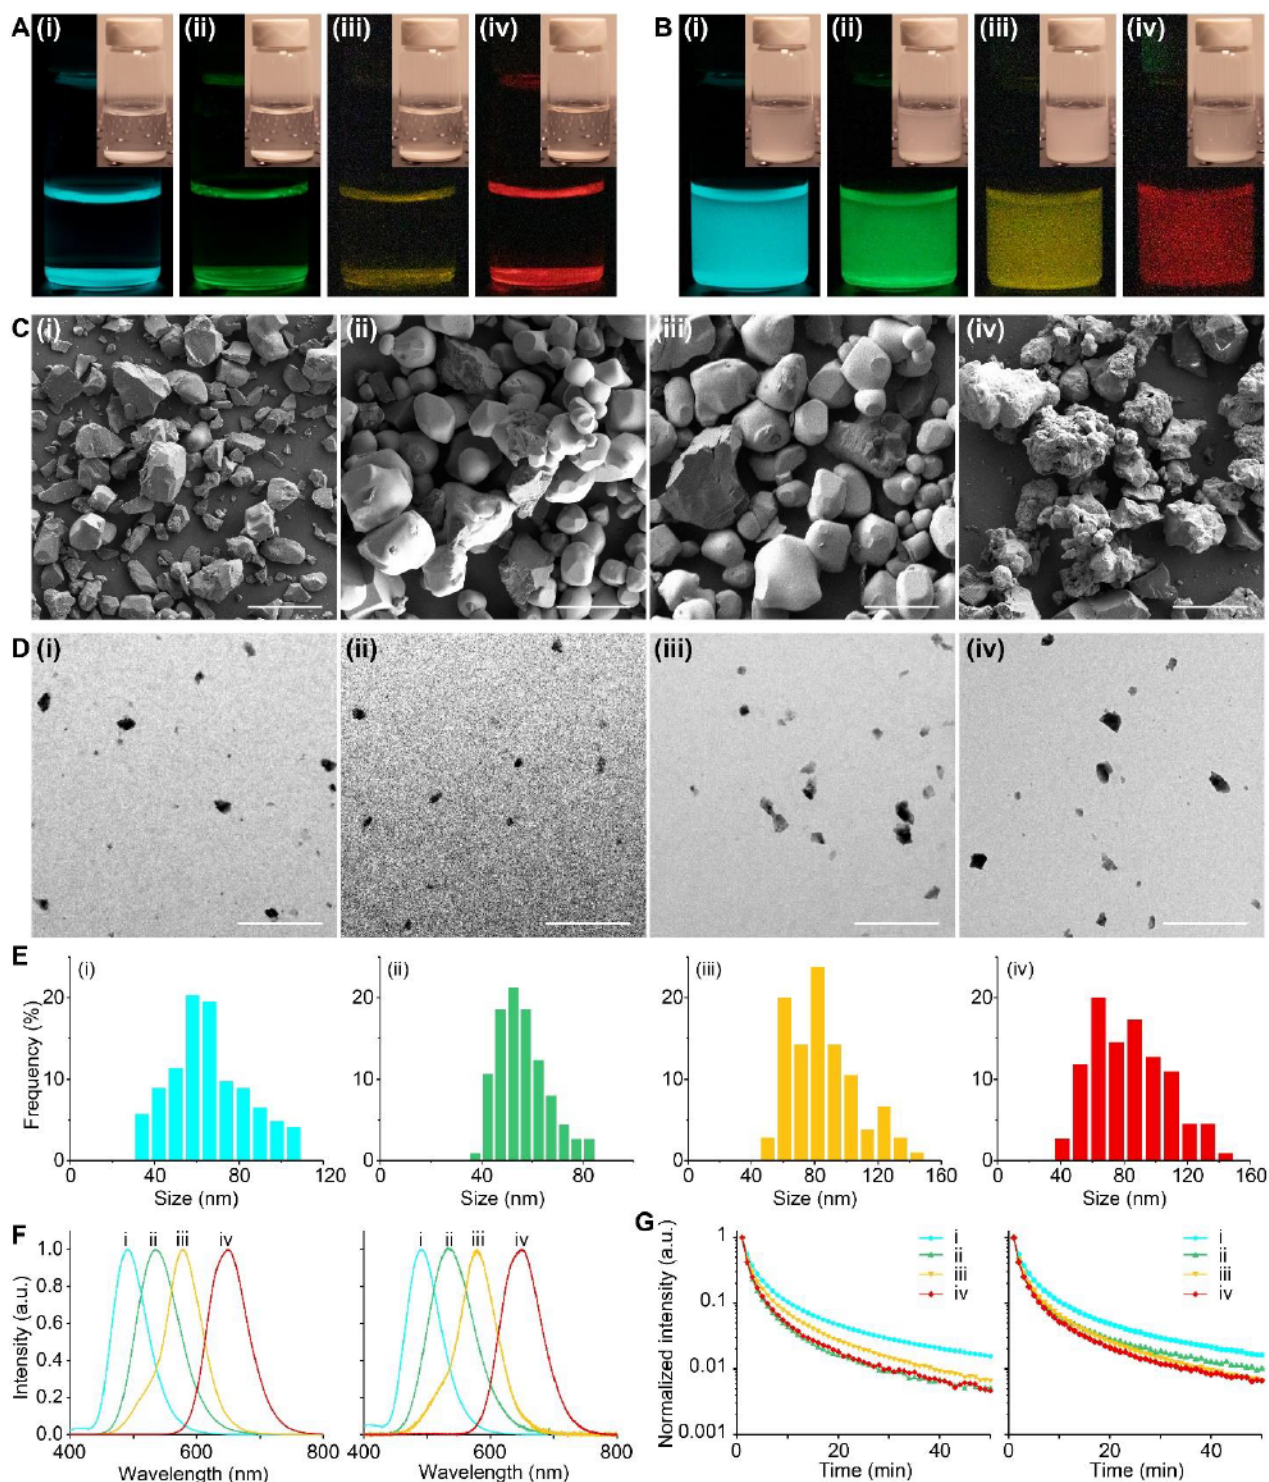 A (i) (ii) (iii) (iv) B (i) (ii) (iii) (iv)
C (i) (ii) (iii) (iv)
D (i) (ii) (iii) (iv)
E (i) (ii) (iii) (iv)
Frequency (%)
20 20 20 20
10 10 10 10
0 0 0 0
0 40 80 120 0 40 80 0 40 80 120 160 0 40 80 120 160
Size (nm) Size (nm) Size (nm) Size (nm)
F i ii iii iv i ii iii iv
Intensity (a.u.)
1.0
0.8
0.6
0.4
0.2
0.0
400 600 800 400 600 800
Wavelength (nm) Wavelength (nm)
G
Normalized intensity (a.u.)
1
0.1
0.01
0.001
i i
ii ii
iii iii
iv iv
0 20 40 0 20 40
Time (min) Time (min)